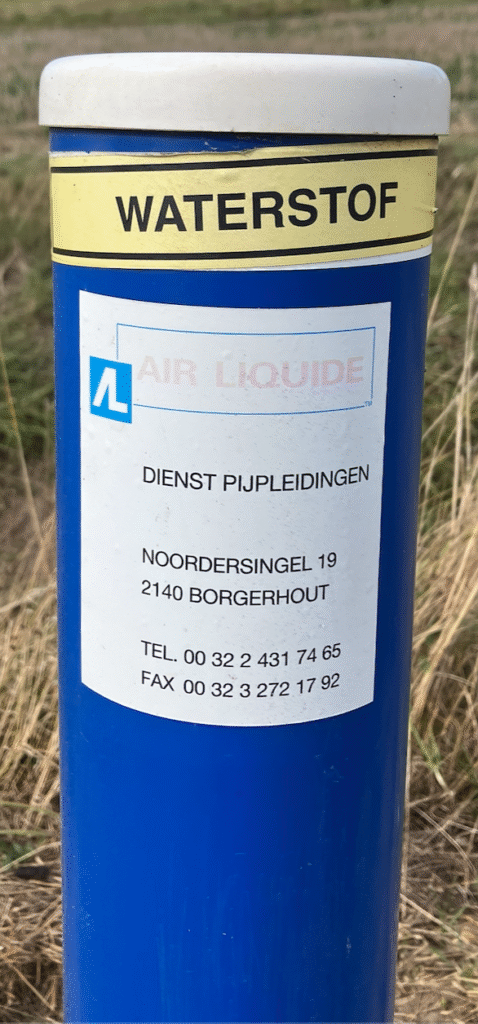 WATERSTOF
AIR LIQUIDE
AL
DIENST PIJPLEIDINGEN
NOORDERSINGEL 19
2140 BORGERHOUT
TEL. 00 32 2 431 74 65
FAX 00 32 3 272 17 92